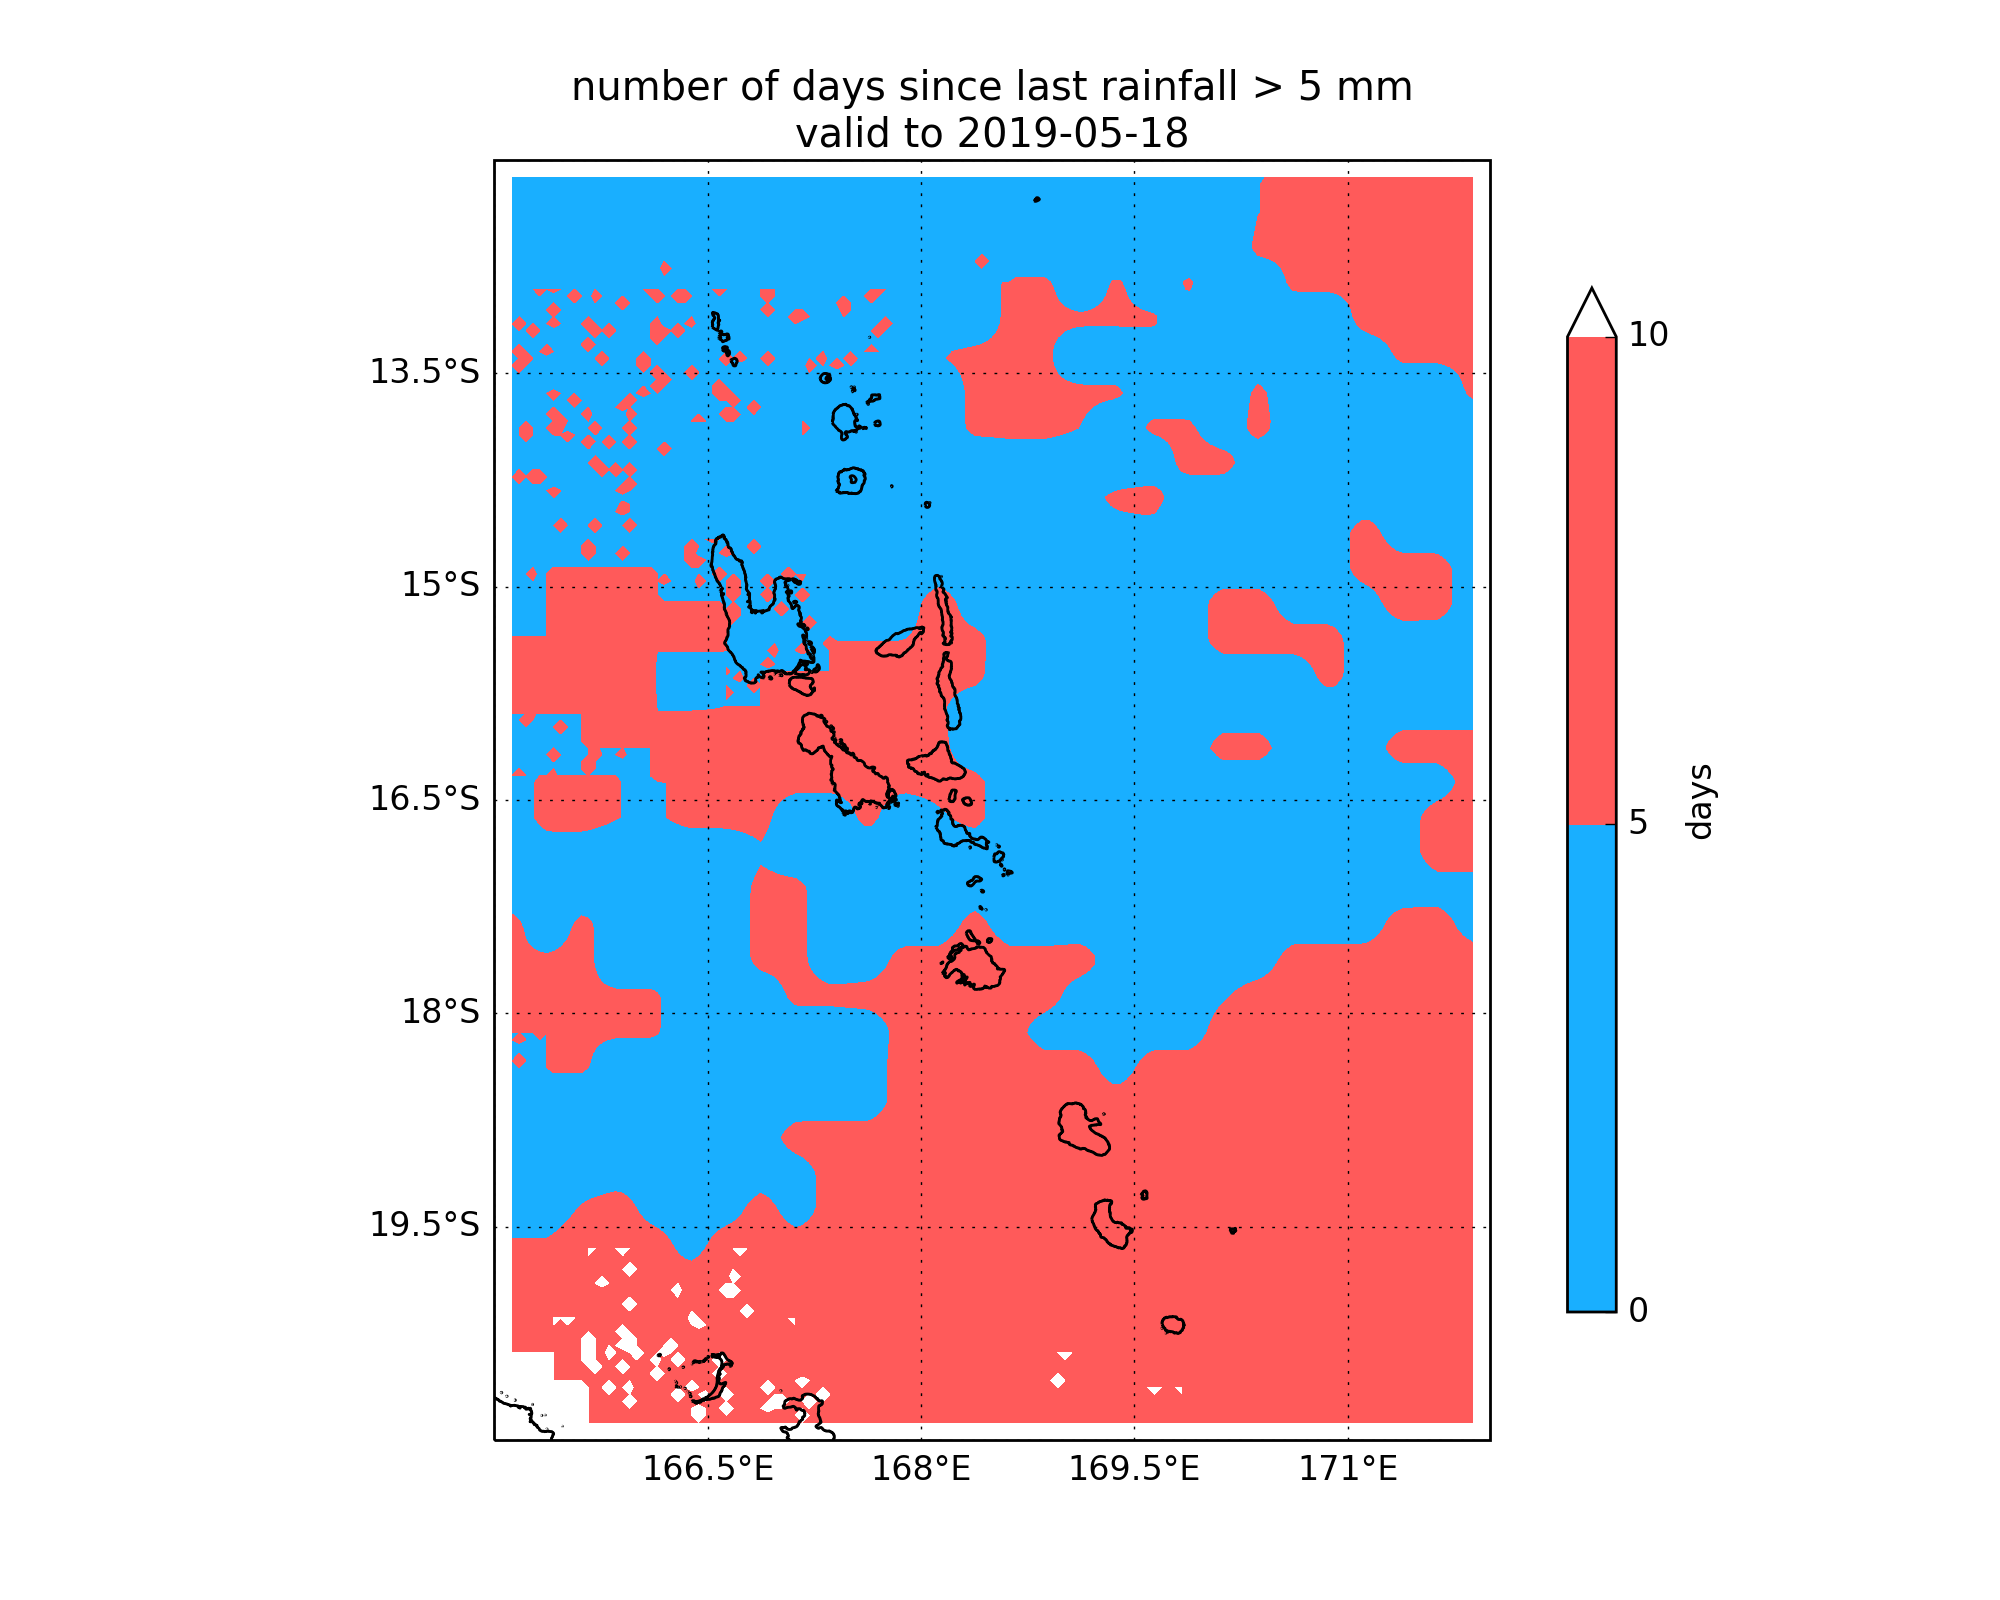 number of days since last rainfall > 5 mm
valid to 2019-05-18
13.5°S
15°S
16.5°S
18°S
19.5°S
166.5°E
168°E
169.5°E
171°E
10
5
0
days